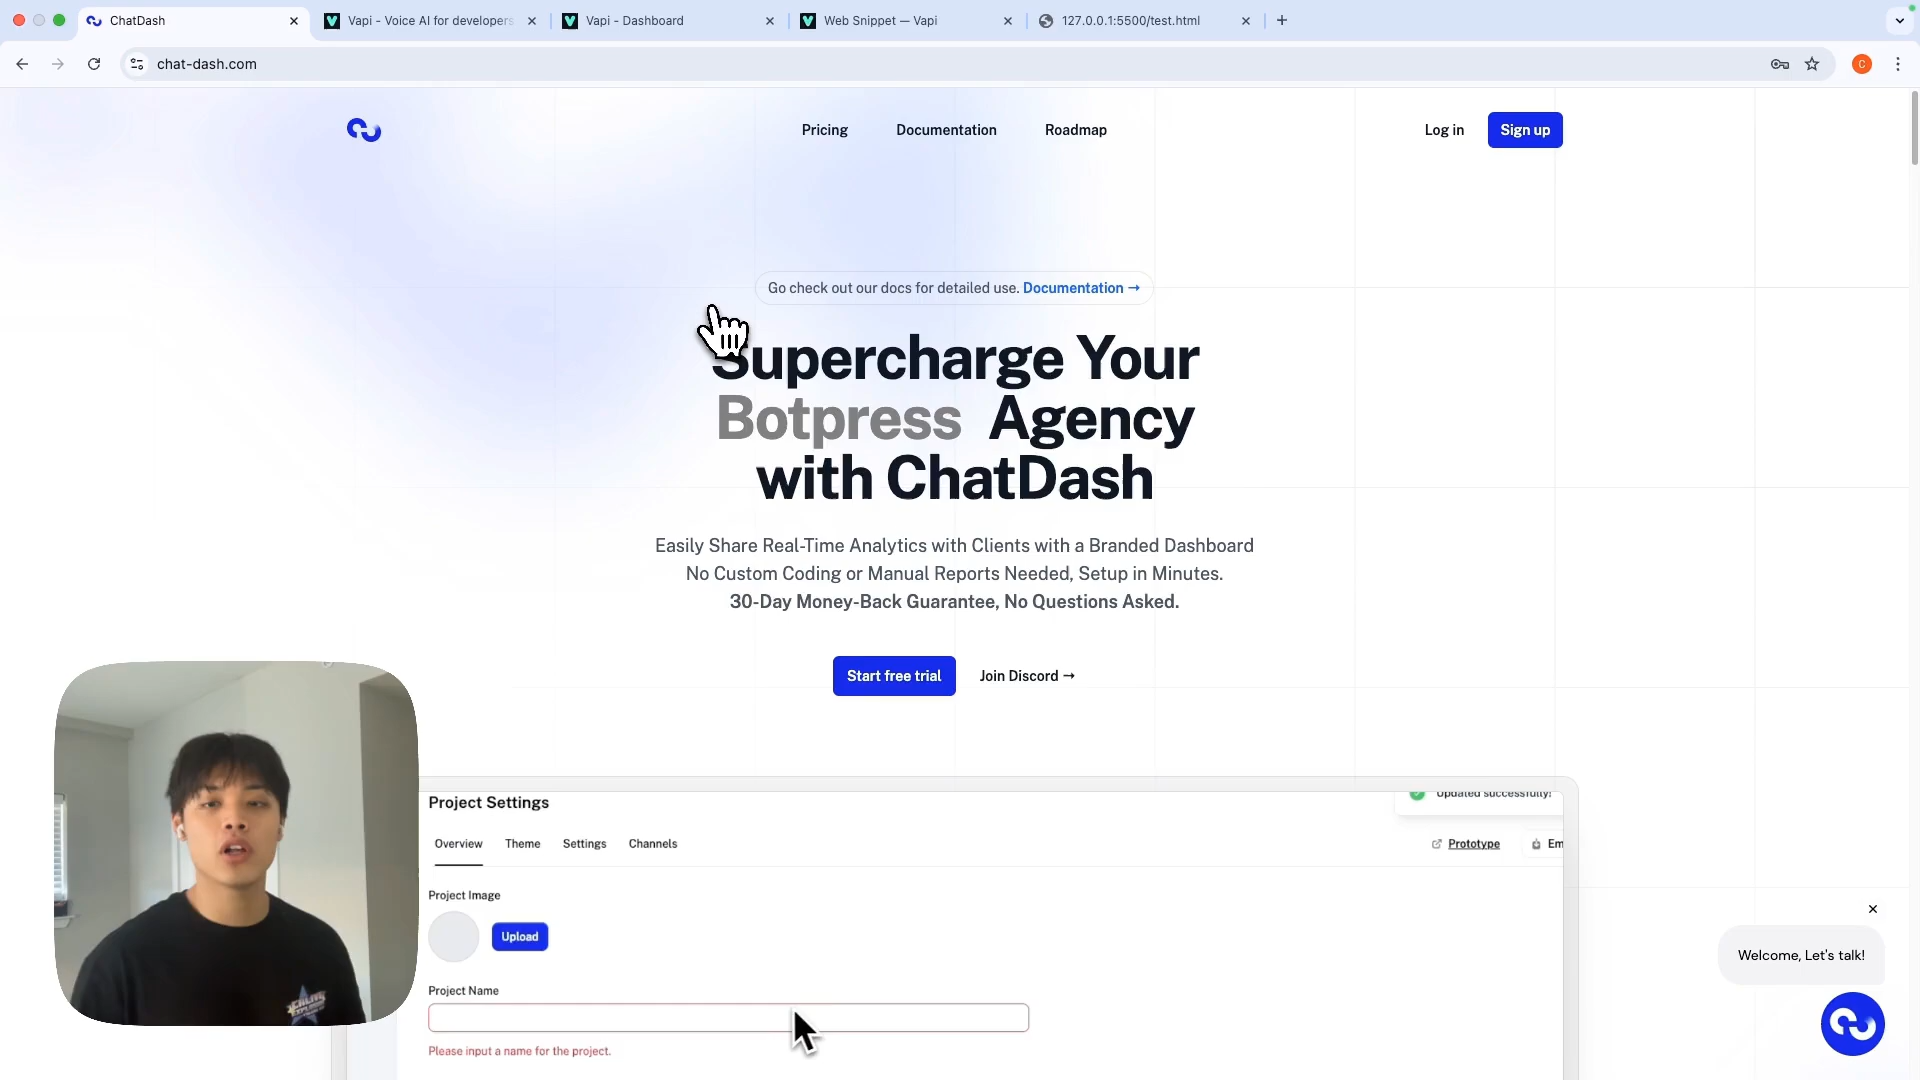 ChatDash
Vapi - Voice AI for developers
Vapi - Dashboard
Web Snippet — Vapi
127.0.0.1:5500/test.html
chat-dash.com
C
Pricing
Documentation
Roadmap
Log in
Sign up
Go check out our docs for detailed use. Documentation →
Supercharge Your
Botpress Agency
with ChatDash
Easily Share Real-Time Analytics with Clients with a Branded Dashboard
No Custom Coding or Manual Reports Needed, Setup in Minutes.
30-Day Money-Back Guarantee, No Questions Asked.
Start free trial
Join Discord →
Project Settings
Updated successfully!
Overview
Theme
Settings
Channels
Prototype
Em
Project Image
Upload
Project Name
Please input a name for the project.
Welcome, Let's talk!